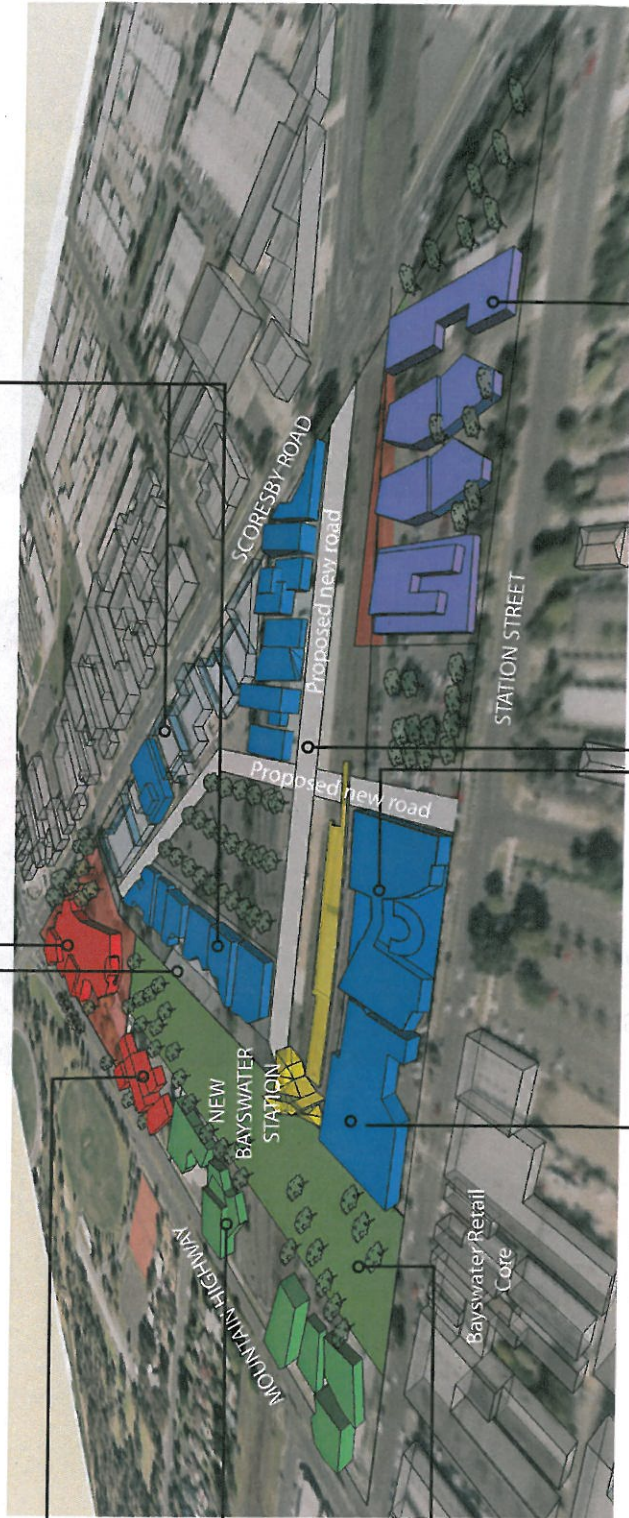 SCORESBY ROAD
Proposed new road
Proposed new road
STATION STREET
NEW
BAYSWATER
STATION
MOUNTAIN HIGHWAY
Bayswater Retail
Core